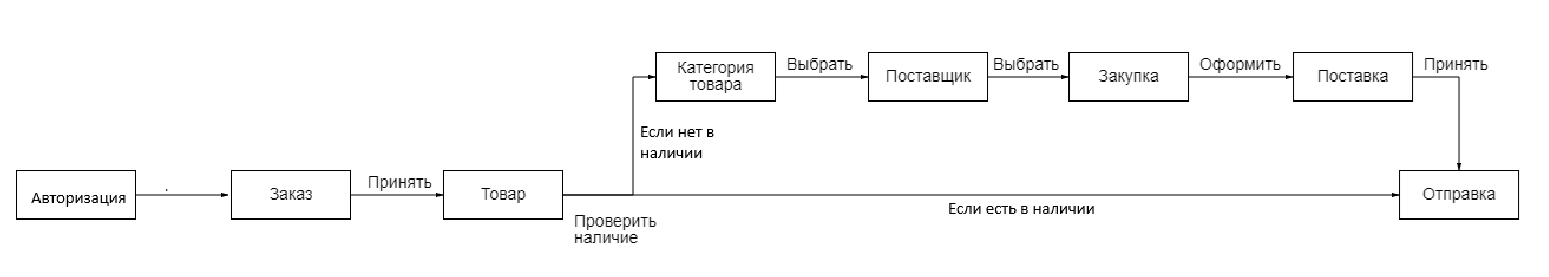 Категория
товара
Выбрать
Поставщик
Выбрать
Закупка
Оформить
Поставка
Принять
Если нет в
наличии
Авторизация
.
Заказ
Принять
Товар
Проверить
наличие
Если есть в наличии
Отправка